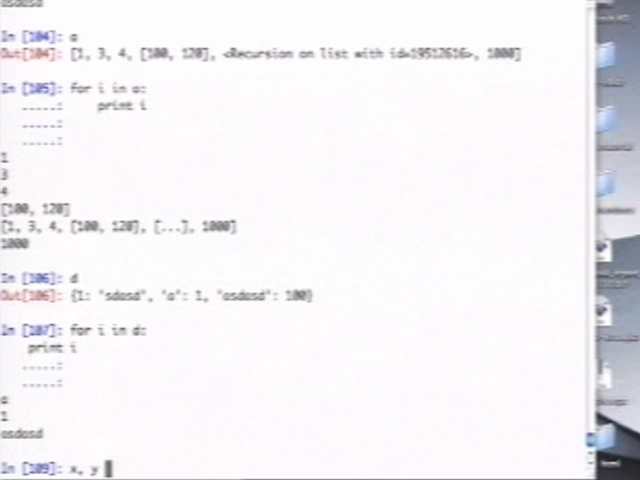 asdasd
In [104]: a
Out[104]: [1, 3, 4, [100, 120], <Recursion on list with id=19512616>, 1000]
In [105]: for i in a:
.....:     print i
.....:
.....:
1
3
4
[100, 120]
[1, 3, 4, [100, 120], [...], 1000]
1000
In [106]: d
Out[106]: {1: 'sdasd', 'a': 1, 'asdasd': 100}
In [107]: for i in d:
print i
.....:
.....:
a
1
asdasd
In [109]: x, y